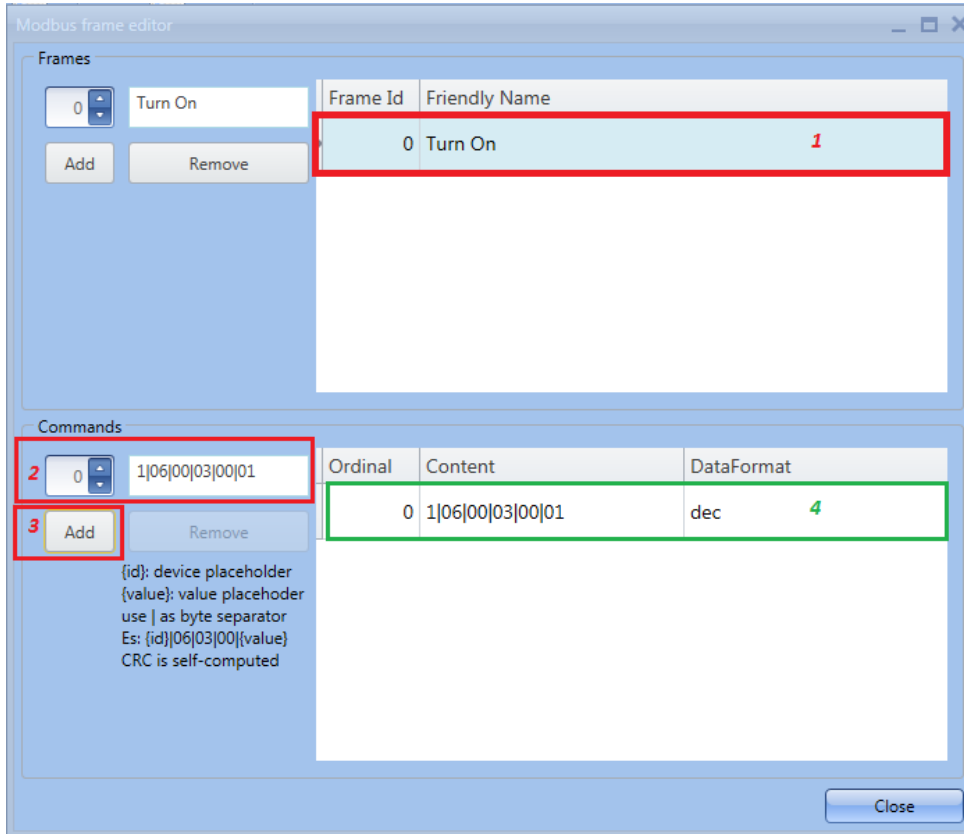 Modbus frame editor
Frames
0 Turn On
Add Remove
Frame Id Friendly Name
0 Turn On 1
Commands
2 0 1|06|00|03|00|01
3 Add Remove
{id}: device placeholder
{value}: value placehoder
use | as byte separator
Es: {id}|06|03|00|{value}
CRC is self-computed
Ordinal Content DataFormat
0 1|06|00|03|00|01 dec 4
Close